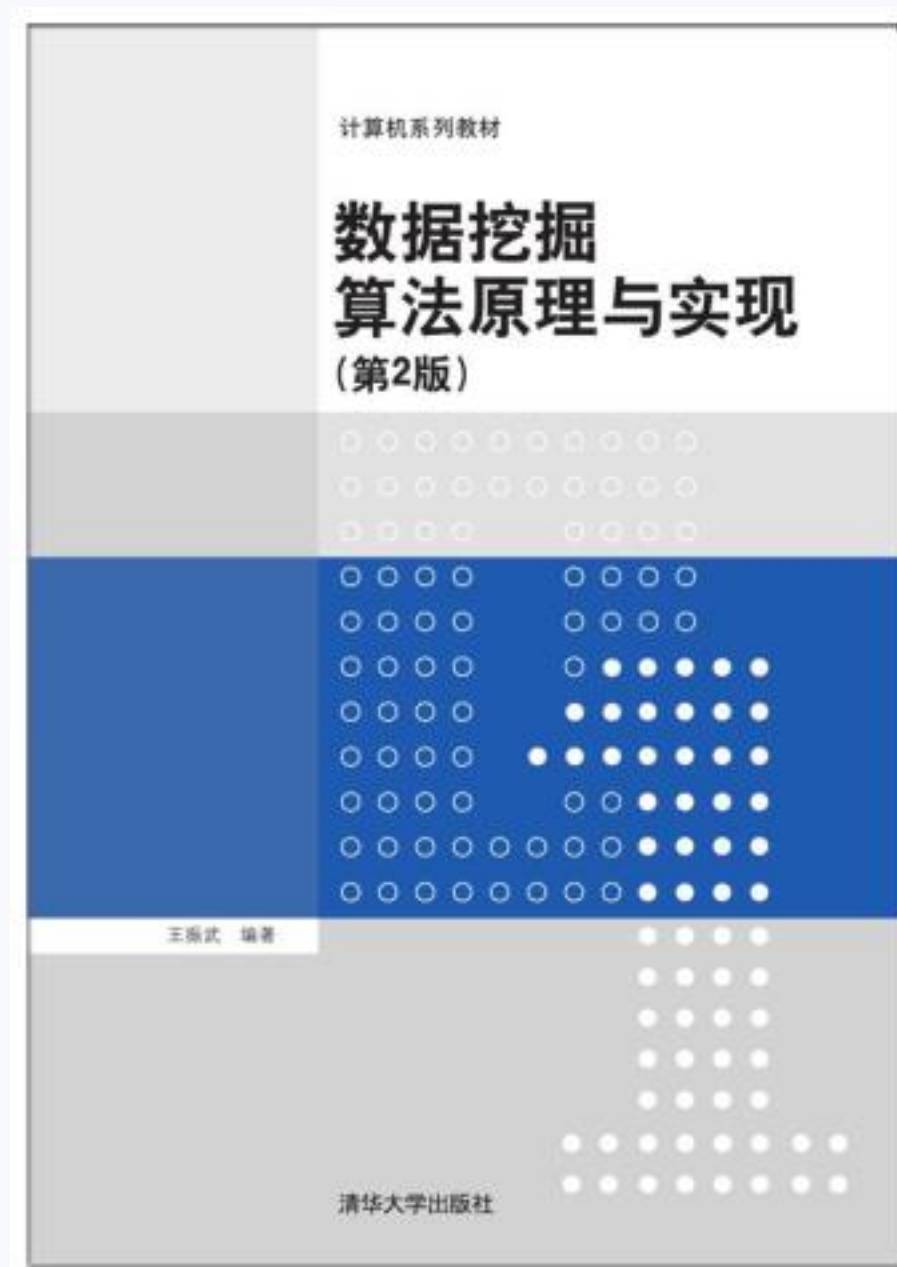 计算机系列教材
数据挖掘
算法原理与实现
(第2版)
王振武 编著
清华大学出版社